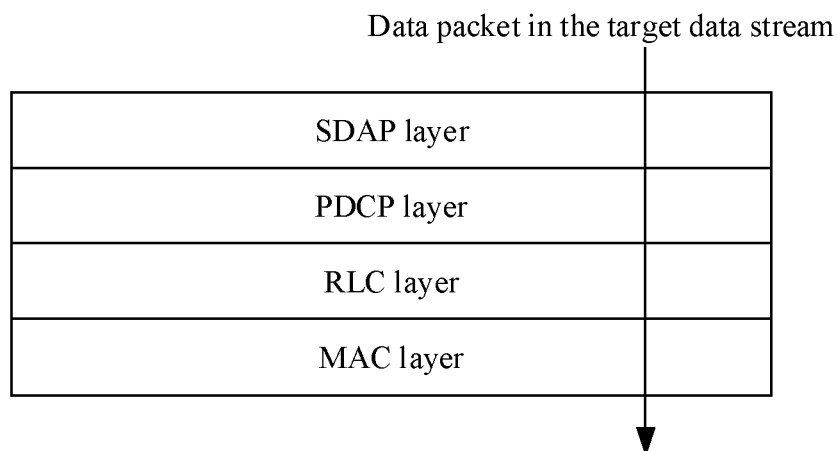 Data packet in the target data stream
SDAP layer
PDCP layer
RLC layer
MAC layer